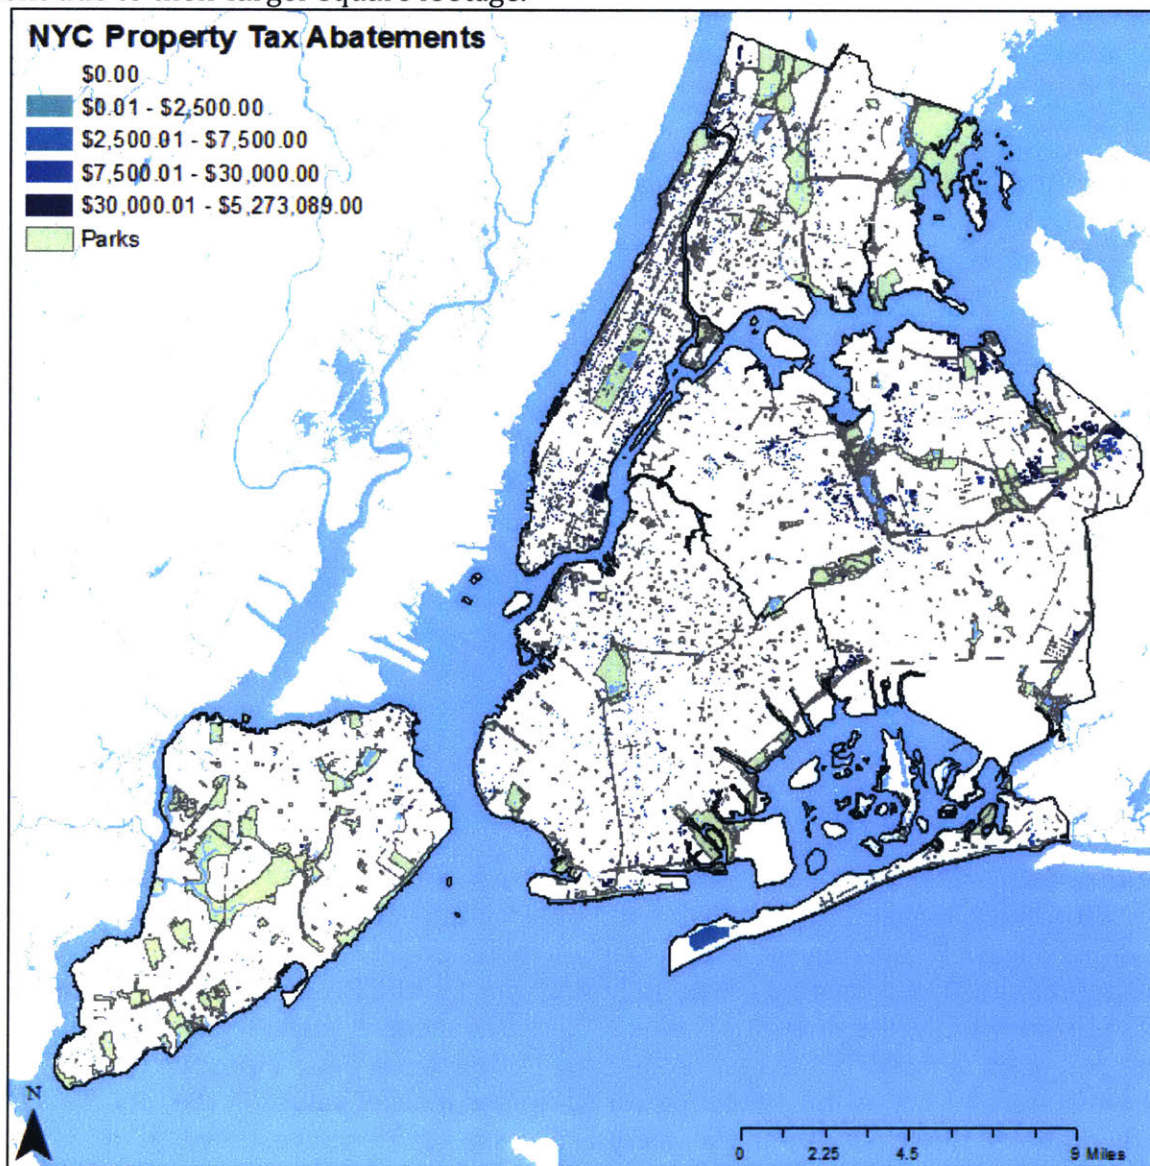 NYC Property Tax Abatements
$0.00
$0.01 - $2,500.00
$2,500.01 - $7,500.00
$7,500.01 - $30,000.00
$30,000.01 - $5,273,089.00
Parks
N
0 2.25 4.5 9 Miles